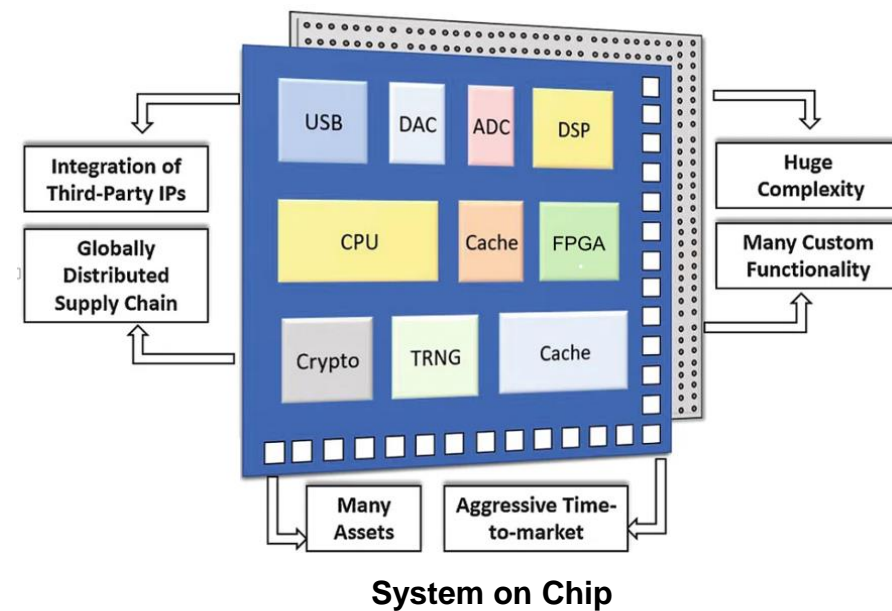 USB
DAC
ADC
DSP
Integration of
Third-Party IPs
Huge
Complexity
CPU
Cache
FPGA
Globally
Distributed
Supply Chain
Many Custom
Functionality
Crypto
TRNG
Cache
Many
Assets
Aggressive Time-
to-market
System on Chip